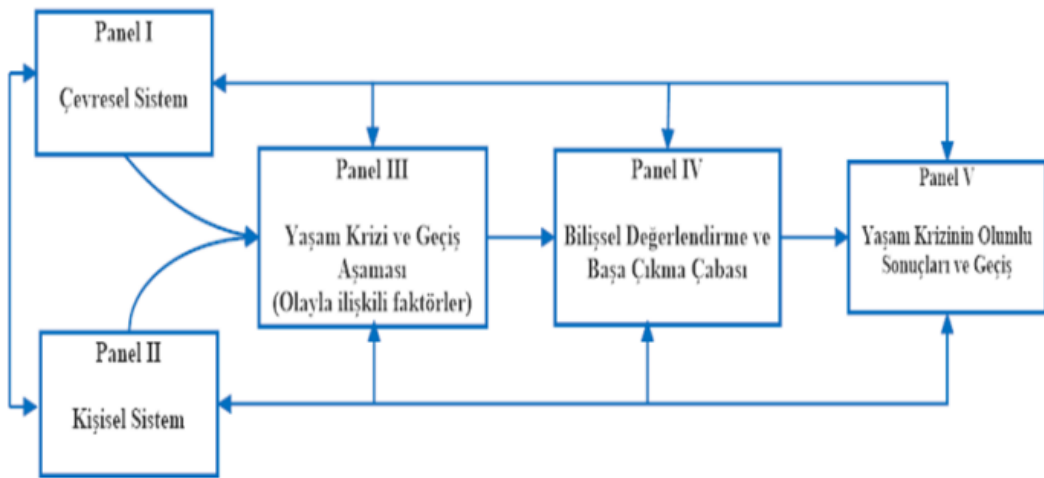 Panel I
Çevresel Sistem
Panel II
Kişisel Sistem
Panel III
Yaşam Krizi ve Geçiş
Aşaması
(Olayla ilişkili faktörler)
Panel IV
Bilişsel Değerlendirme ve
Başa Çıkma Çabası
Panel V
Yaşam Krizinin Olumlu
Sonuçları ve Geçiş